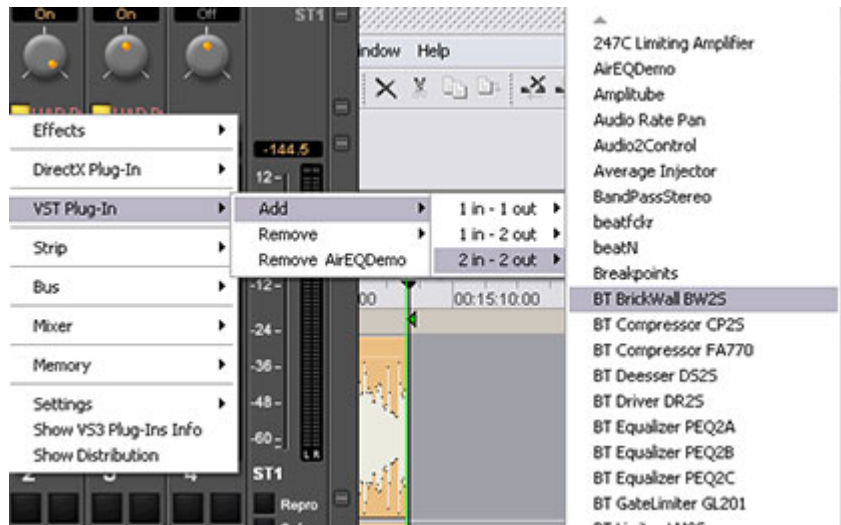 On On Off ST1
Effects
DirectX Plug-In
VST Plug-In
Strip
Bus
Mixer
Memory
Settings
Show VS3 Plug-Ins Info
Show Distribution
2 3 4
Add
Remove
Remove AirEQDemo
1 in - 1 out
1 in - 2 out
2 in - 2 out
-144.5
12-
-12-
-24-
-36-
-48-
-60-
L R
ST1
Repro
Help
00:15:10:00
247C Limiting Amplifier
AirEQDemo
Amplitube
Audio Rate Pan
Audio2Control
Average Injector
BandPassStereo
beatfckr
beatN
Breakpoints
BT BrickWall BW2S
BT Compressor CP2S
BT Compressor FA770
BT Deesser DS2S
BT Driver DR2S
BT Equalizer PEQ2A
BT Equalizer PEQ2B
BT Equalizer PEQ2C
BT GateLimiter GL201